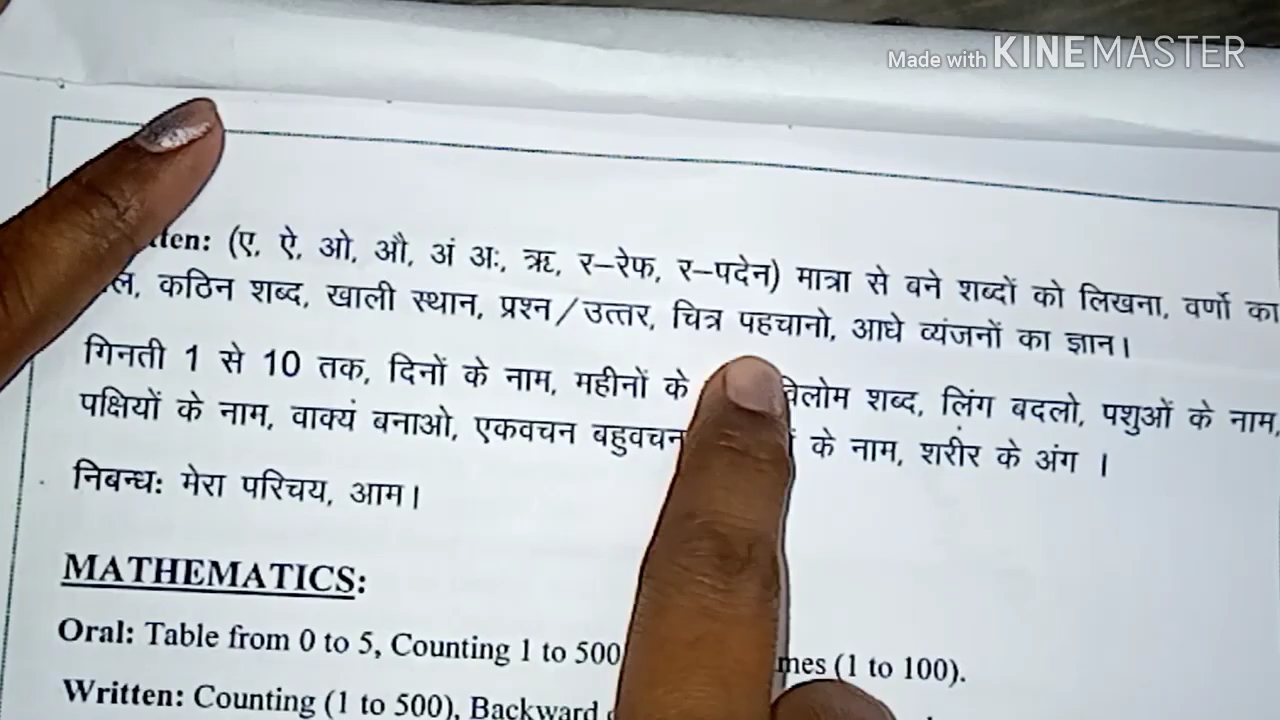 Made with KINEMASTER
(ए, ऐ, ओ, औ, अं अः, ऋ, र–रेफ, र–पदेन) मात्रा से बने शब्दों को लिखना, वर्णो का
कठिन शब्द, खाली स्थान, प्रश्न/उत्तर, चित्र पहचानो, आधे व्यंजनों का ज्ञान।
गिनती 1 से 10 तक, दिनों के नाम, महीनों के विलोम शब्द, लिंग बदलो, पशुओं के नाम,
पक्षियों के नाम, वाक्यं बनाओ, एकवचन बहुवचन के नाम, शरीर के अंग ।
निबन्धः मेरा परिचय, आम।
MATHEMATICS:
Oral: Table from 0 to 5, Counting 1 to 500 (1 to 100).
Written: Counting (1 to 500), Backward